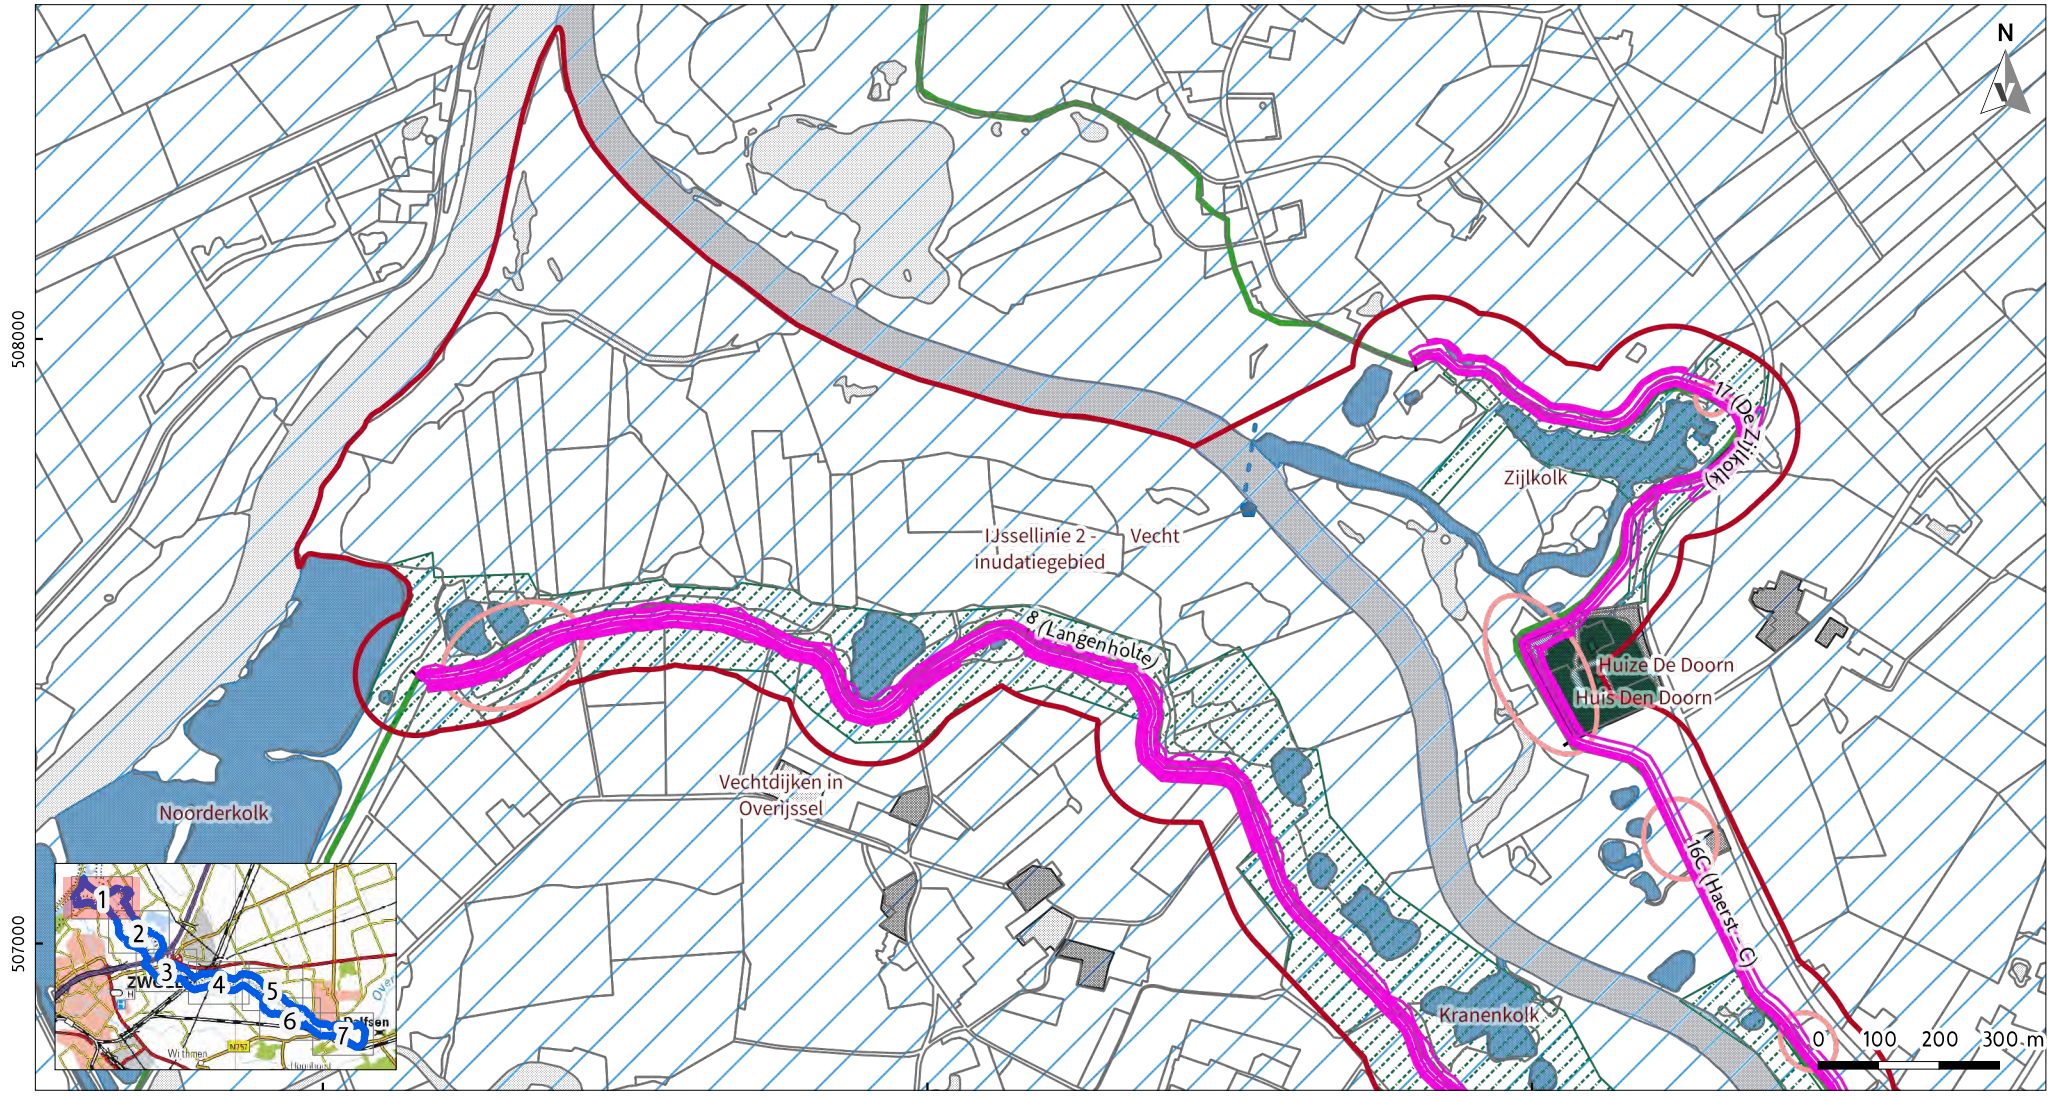 N
508000
17 (De Zijlkolk)
Zijlkolk
IJssellinie 2 -
inudatiegebied
Vecht
8 (Langenholte)
Huize De Doorn
Huis Den Doorn
Vechtdijken in
Overijssel
Noorderkolk
16C (Haerst - C)
507000
Kranenkolk
0 100 200 300 m
1
2
3
4
5
6
7
Dalfsen
Withmen
N757